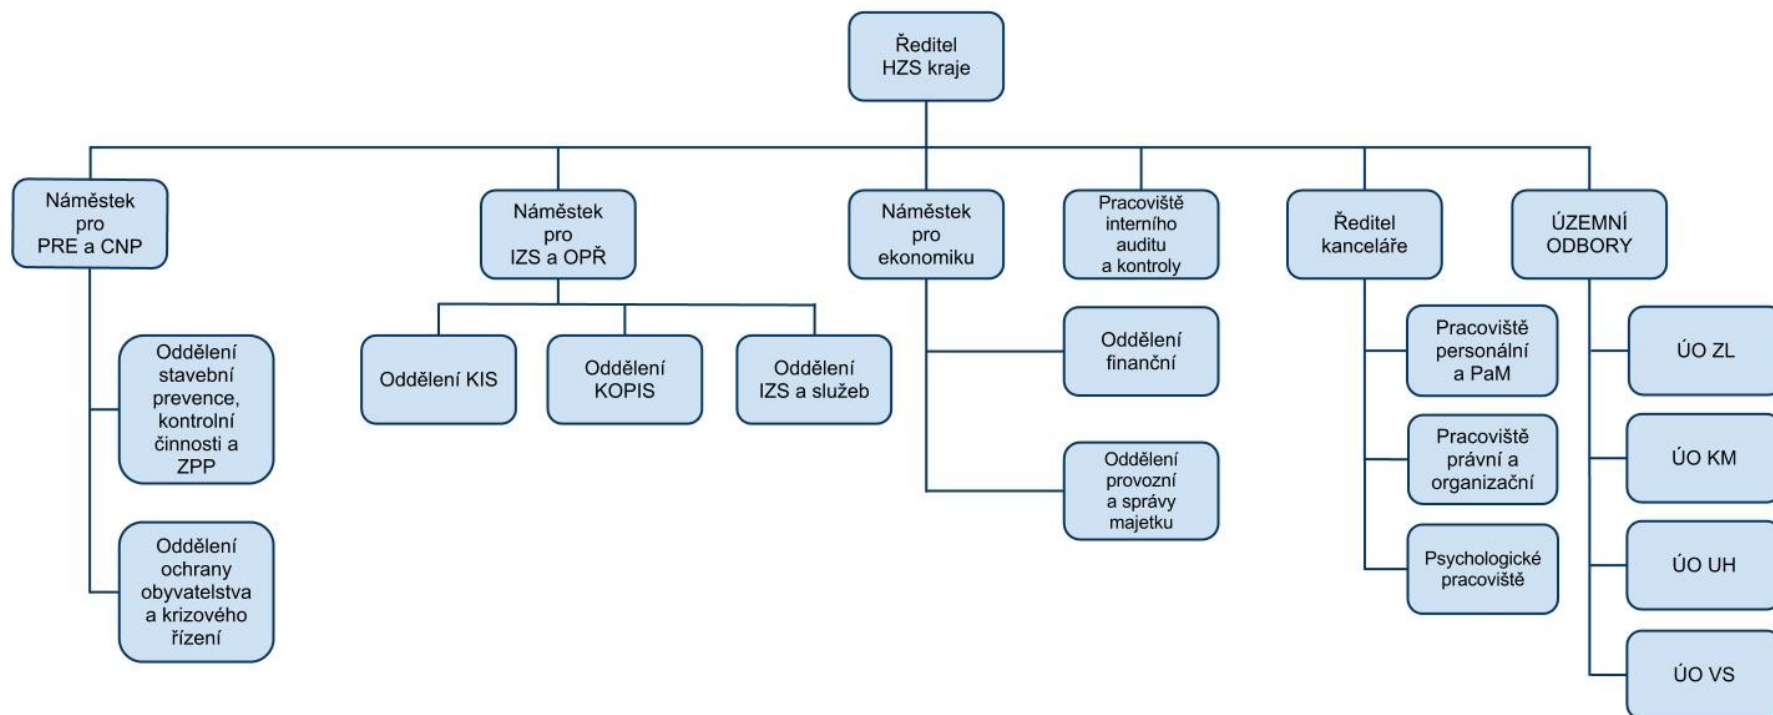 Ředitel
HZS kraje
Náměstek
pro
PRE a CNP
Náměstek
pro
IZS a OPŘ
Náměstek
pro
ekonomiku
Pracoviště
interního
auditu
a kontroly
Ředitel
kanceláře
ÚZEMNÍ
ODBORY
Oddělení
stavební
prevence,
kontrolní
činnosti a
ZPP
Oddělení
ochrany
obyvatelstva
a krizového
řízení
Oddělení KIS
Oddělení
KOPIS
Oddělení
IZS a služeb
Oddělení
finanční
Oddělení
provozní
a správy
majetku
Pracoviště
personální
a PaM
Pracoviště
právní a
organizační
Psychologické
pracoviště
ÚO ZL
ÚO KM
ÚO UH
ÚO VS